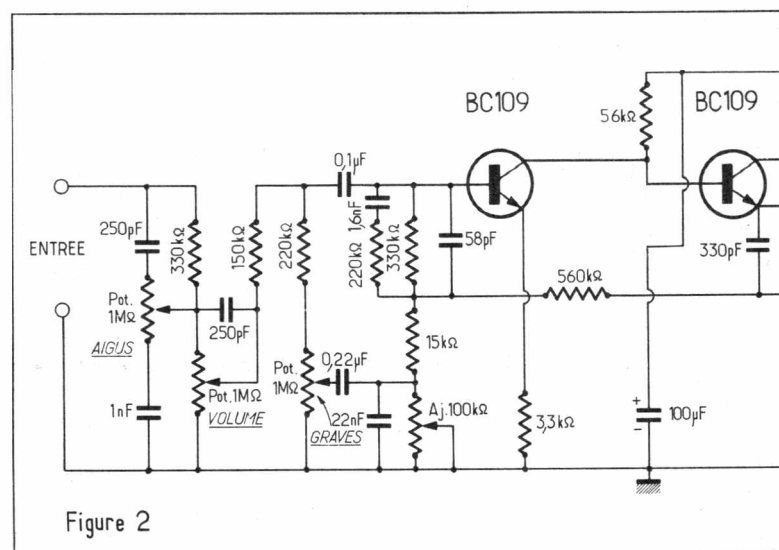 BC109
BC109
56kΩ
0,1µF
250pF
330kΩ
150kΩ
220kΩ
1,6nF
220kΩ
330kΩ
58pF
330pF
ENTREE
560kΩ
Pot.
1MΩ
AIGUS
250pF
15kΩ
0,22µF
Pot.
1MΩ
Pot.1MΩ
VOLUME
1nF
22nF
GRAVES
Aj.100kΩ
3,3kΩ
+
-
100µF
Figure 2